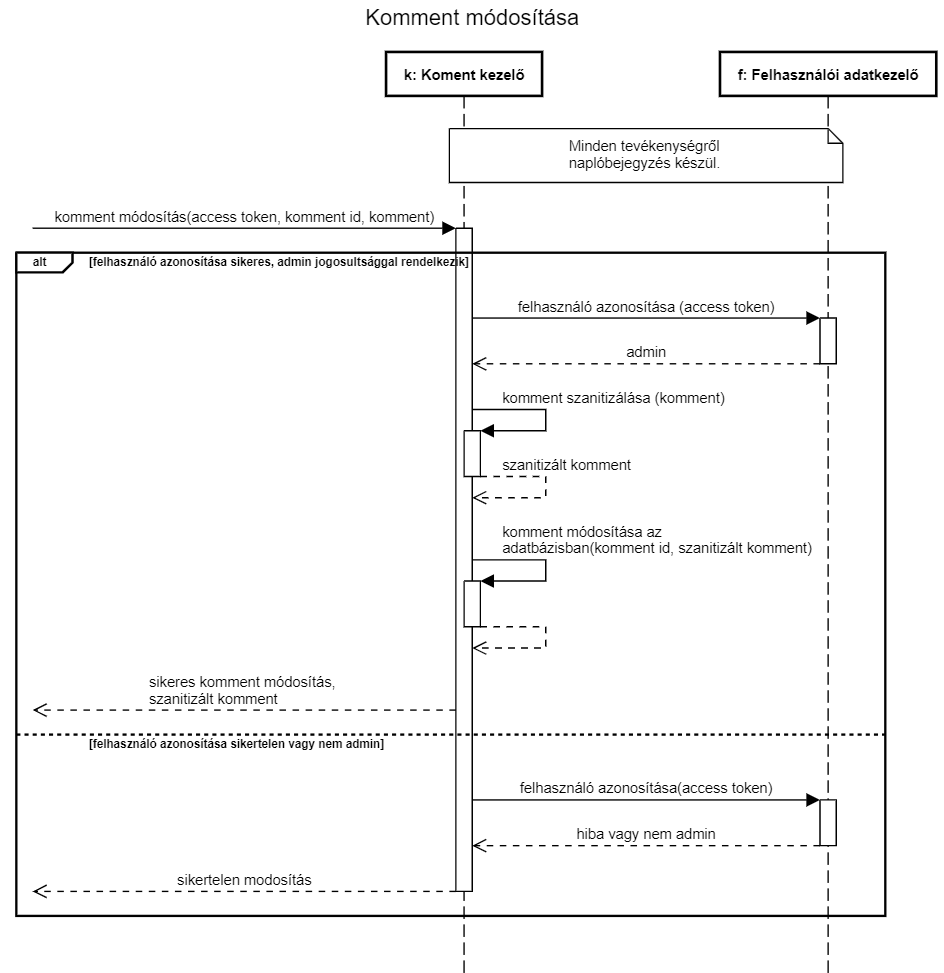 Komment módosítása
k: Koment kezelő
f: Felhasználói adatkezelő
Minden tevékenységről
naplóbejegyzés készül.
komment módosítás(access token, komment id, komment)
alt
[felhasználó azonosítása sikeres, admin jogosultsággal rendelkezik]
felhasználó azonosítása (access token)
admin
komment szanitizálása (komment)
szanitizált komment
komment módosítása az
adatbázisban(komment id, szanitizált komment)
sikeres komment módosítás,
szanitizált komment
[felhasználó azonosítása sikertelen vagy nem admin]
felhasználó azonosítása(access token)
hiba vagy nem admin
sikertelen modosítás